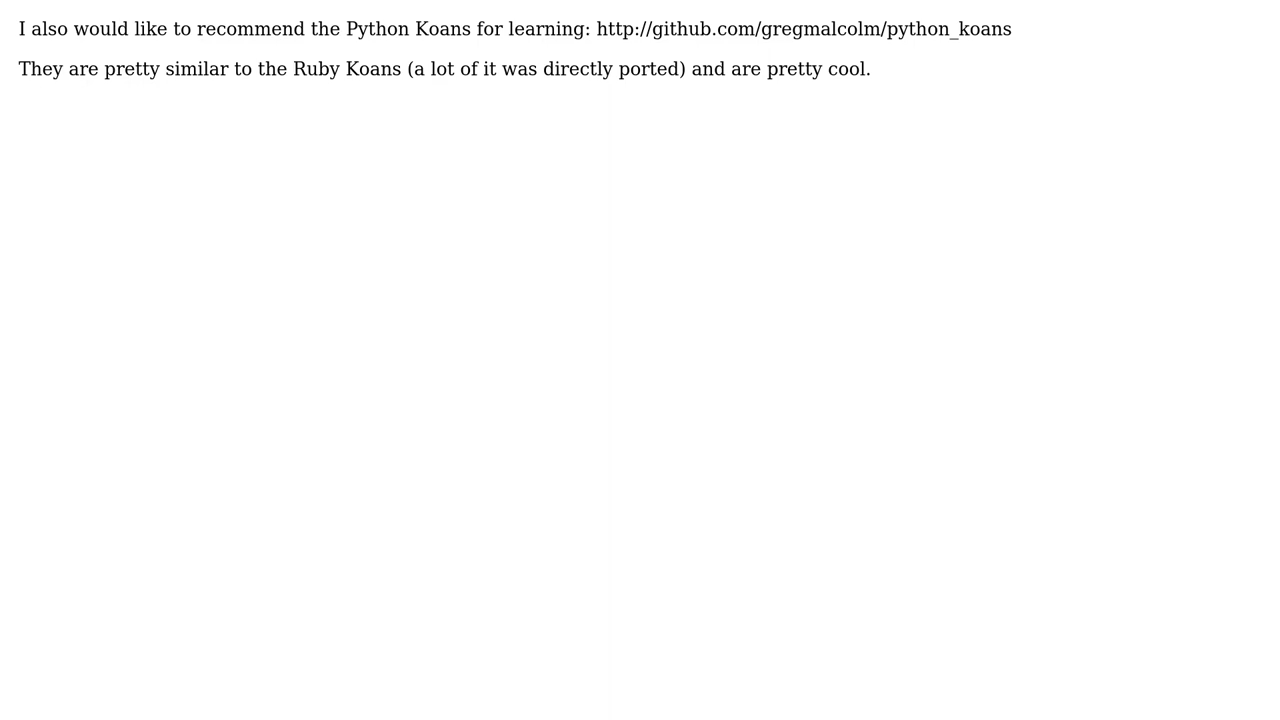 I also would like to recommend the Python Koans for learning: http://github.com/gregmalcolm/python_koans
They are pretty similar to the Ruby Koans (a lot of it was directly ported) and are pretty cool.